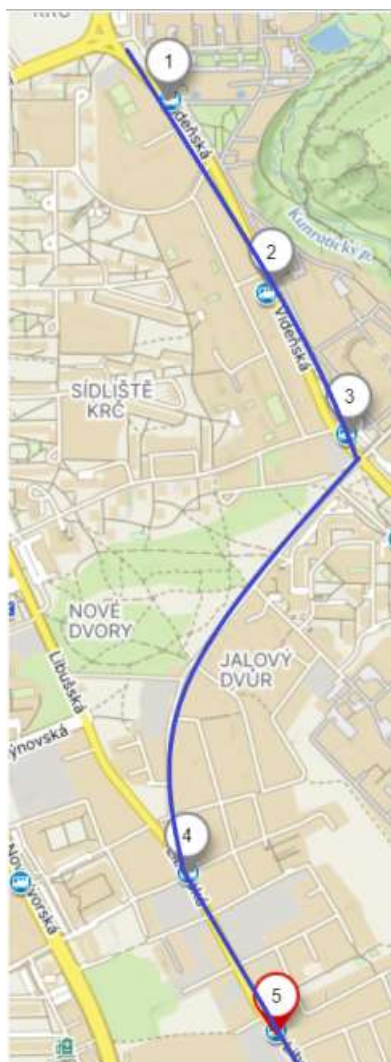 KRČ
1
Vídeňská
Kunratický p.
2
Vídeňská
3
SÍDLIŠTĚ
KRČ
NOVÉ
DVORY
JALOVÝ
DVŮR
Libušská
ýnovská
4
5